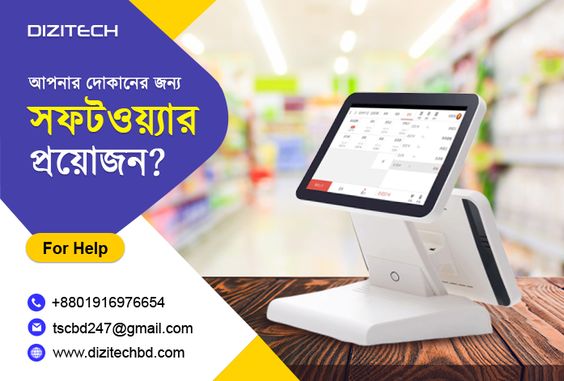 DIZITECH
আপনার দোকানের জন্য
সফটওয়্যার
প্রয়োজন?
For Help
+8801916976654
tscbd247@gmail.com
www.dizitechbd.com